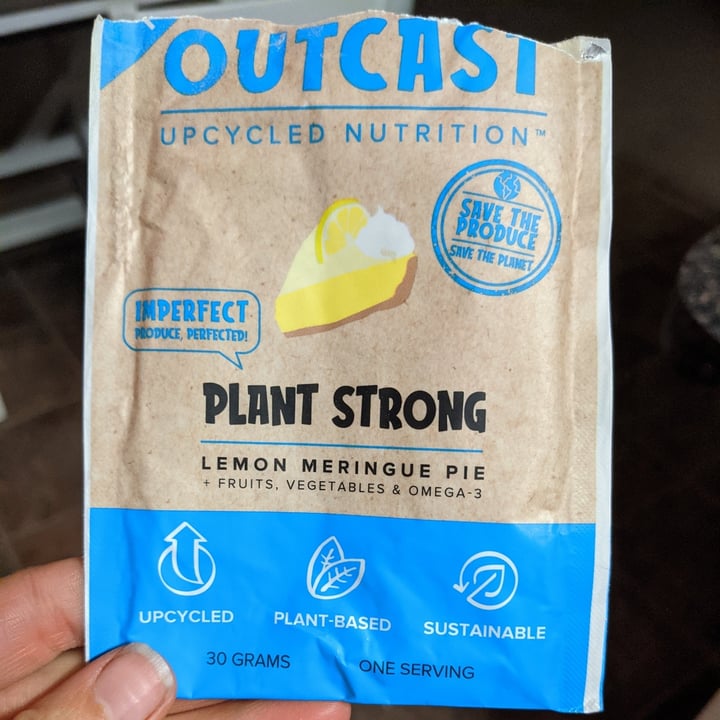 OUTCAST
UPCYCLED NUTRITION™
SAVE THE
PRODUCE
SAVE THE PLANET
IMPERFECT
PRODUCE, PERFECTED!
PLANT STRONG
LEMON MERINGUE PIE
+ FRUITS, VEGETABLES & OMEGA-3
UPCYCLED
PLANT-BASED
SUSTAINABLE
30 GRAMS
ONE SERVING